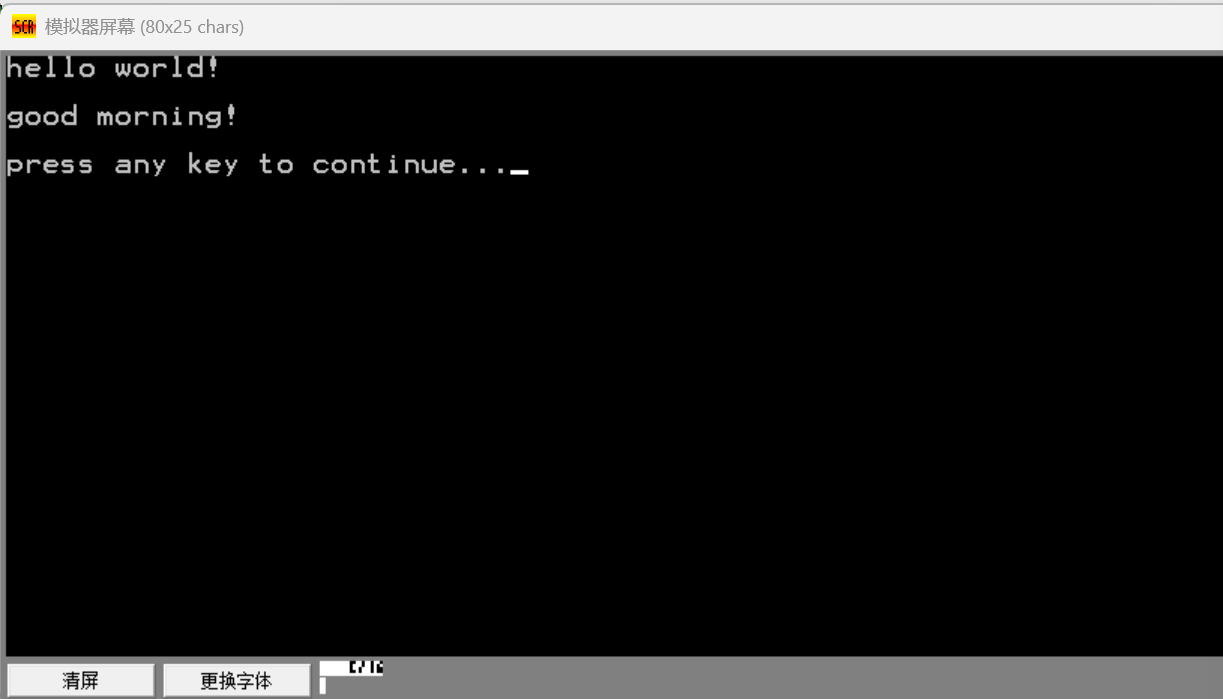 SCR 模拟器屏幕 (80x25 chars)
hello world!
good morning!
press any key to continue..._
清屏
更换字体